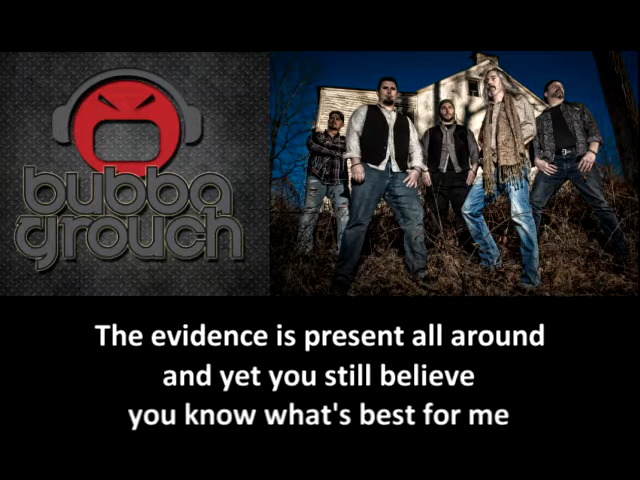 bubba
grouch
The evidence is present all around
and yet you still believe
you know what's best for me